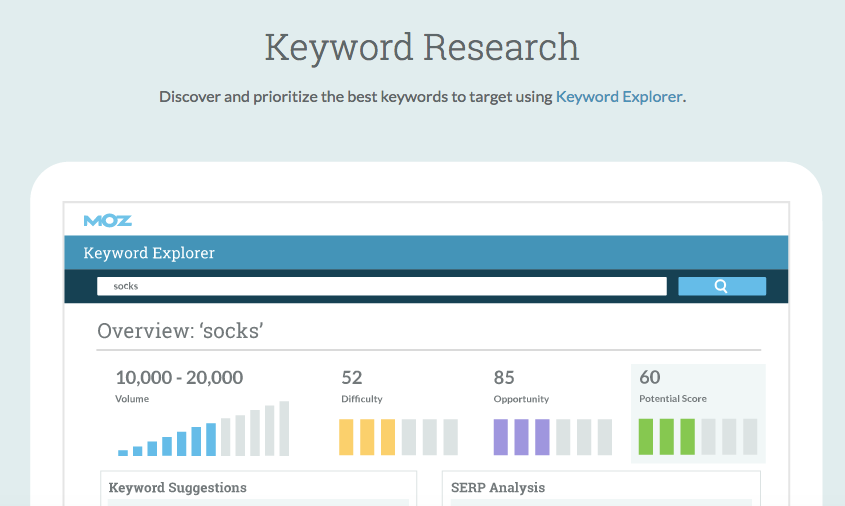 Keyword Research
Discover and prioritize the best keywords to target using Keyword Explorer.
MOZ
Keyword Explorer
socks
Overview: ‘socks’
10,000 - 20,000
Volume
52
Difficulty
85
Opportunity
60
Potential Score
Keyword Suggestions
SERP Analysis